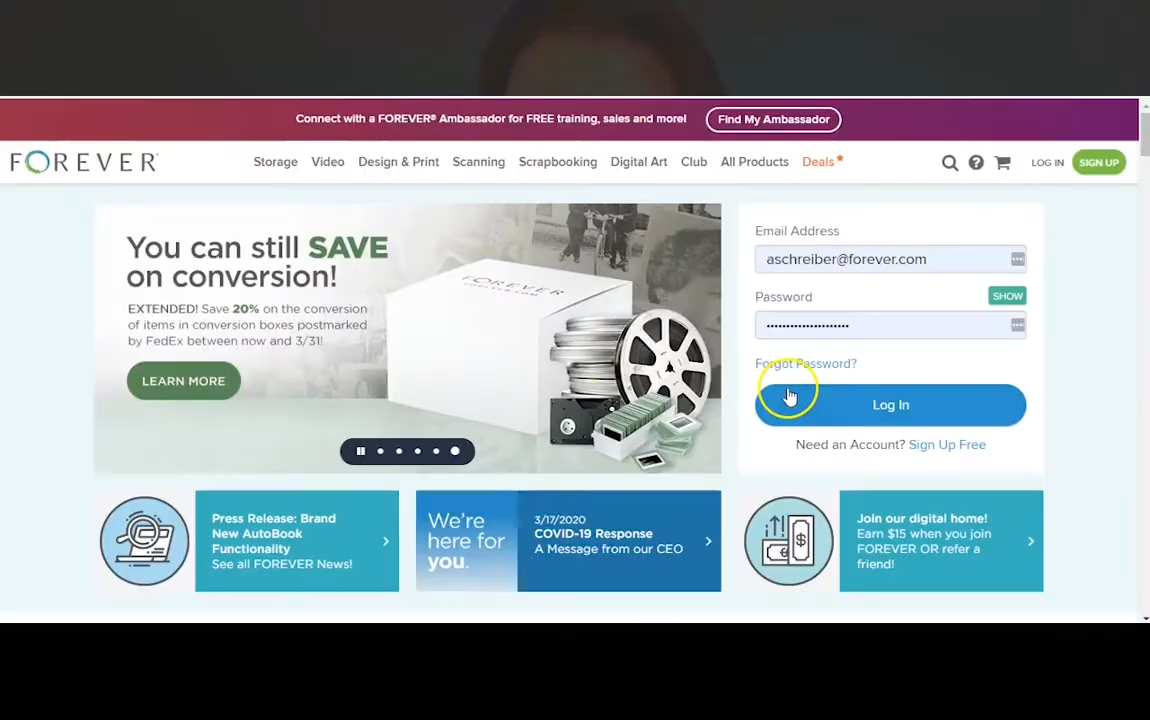 Connect with a FOREVER® Ambassador for FREE training, sales and more! Find My Ambassador
FOREVER
Storage Video Design & Print Scanning Scrapbooking Digital Art Club All Products Deals LOG IN SIGN UP
You can still SAVE
on conversion!
EXTENDED! Save 20% on the conversion
of items in conversion boxes postmarked
by FedEx between now and 3/31!
LEARN MORE
FOREVER
Email Address
aschreiber@forever.com
Password SHOW
•••••••••••••••••••••
Forgot Password?
Log In
Need an Account? Sign Up Free
Press Release: Brand
New AutoBook
Functionality
See all FOREVER News!
We're
here for
you.
3/17/2020
COVID-19 Response
A Message from our CEO
Join our digital home!
Earn $15 when you join
FOREVER OR refer a
friend!